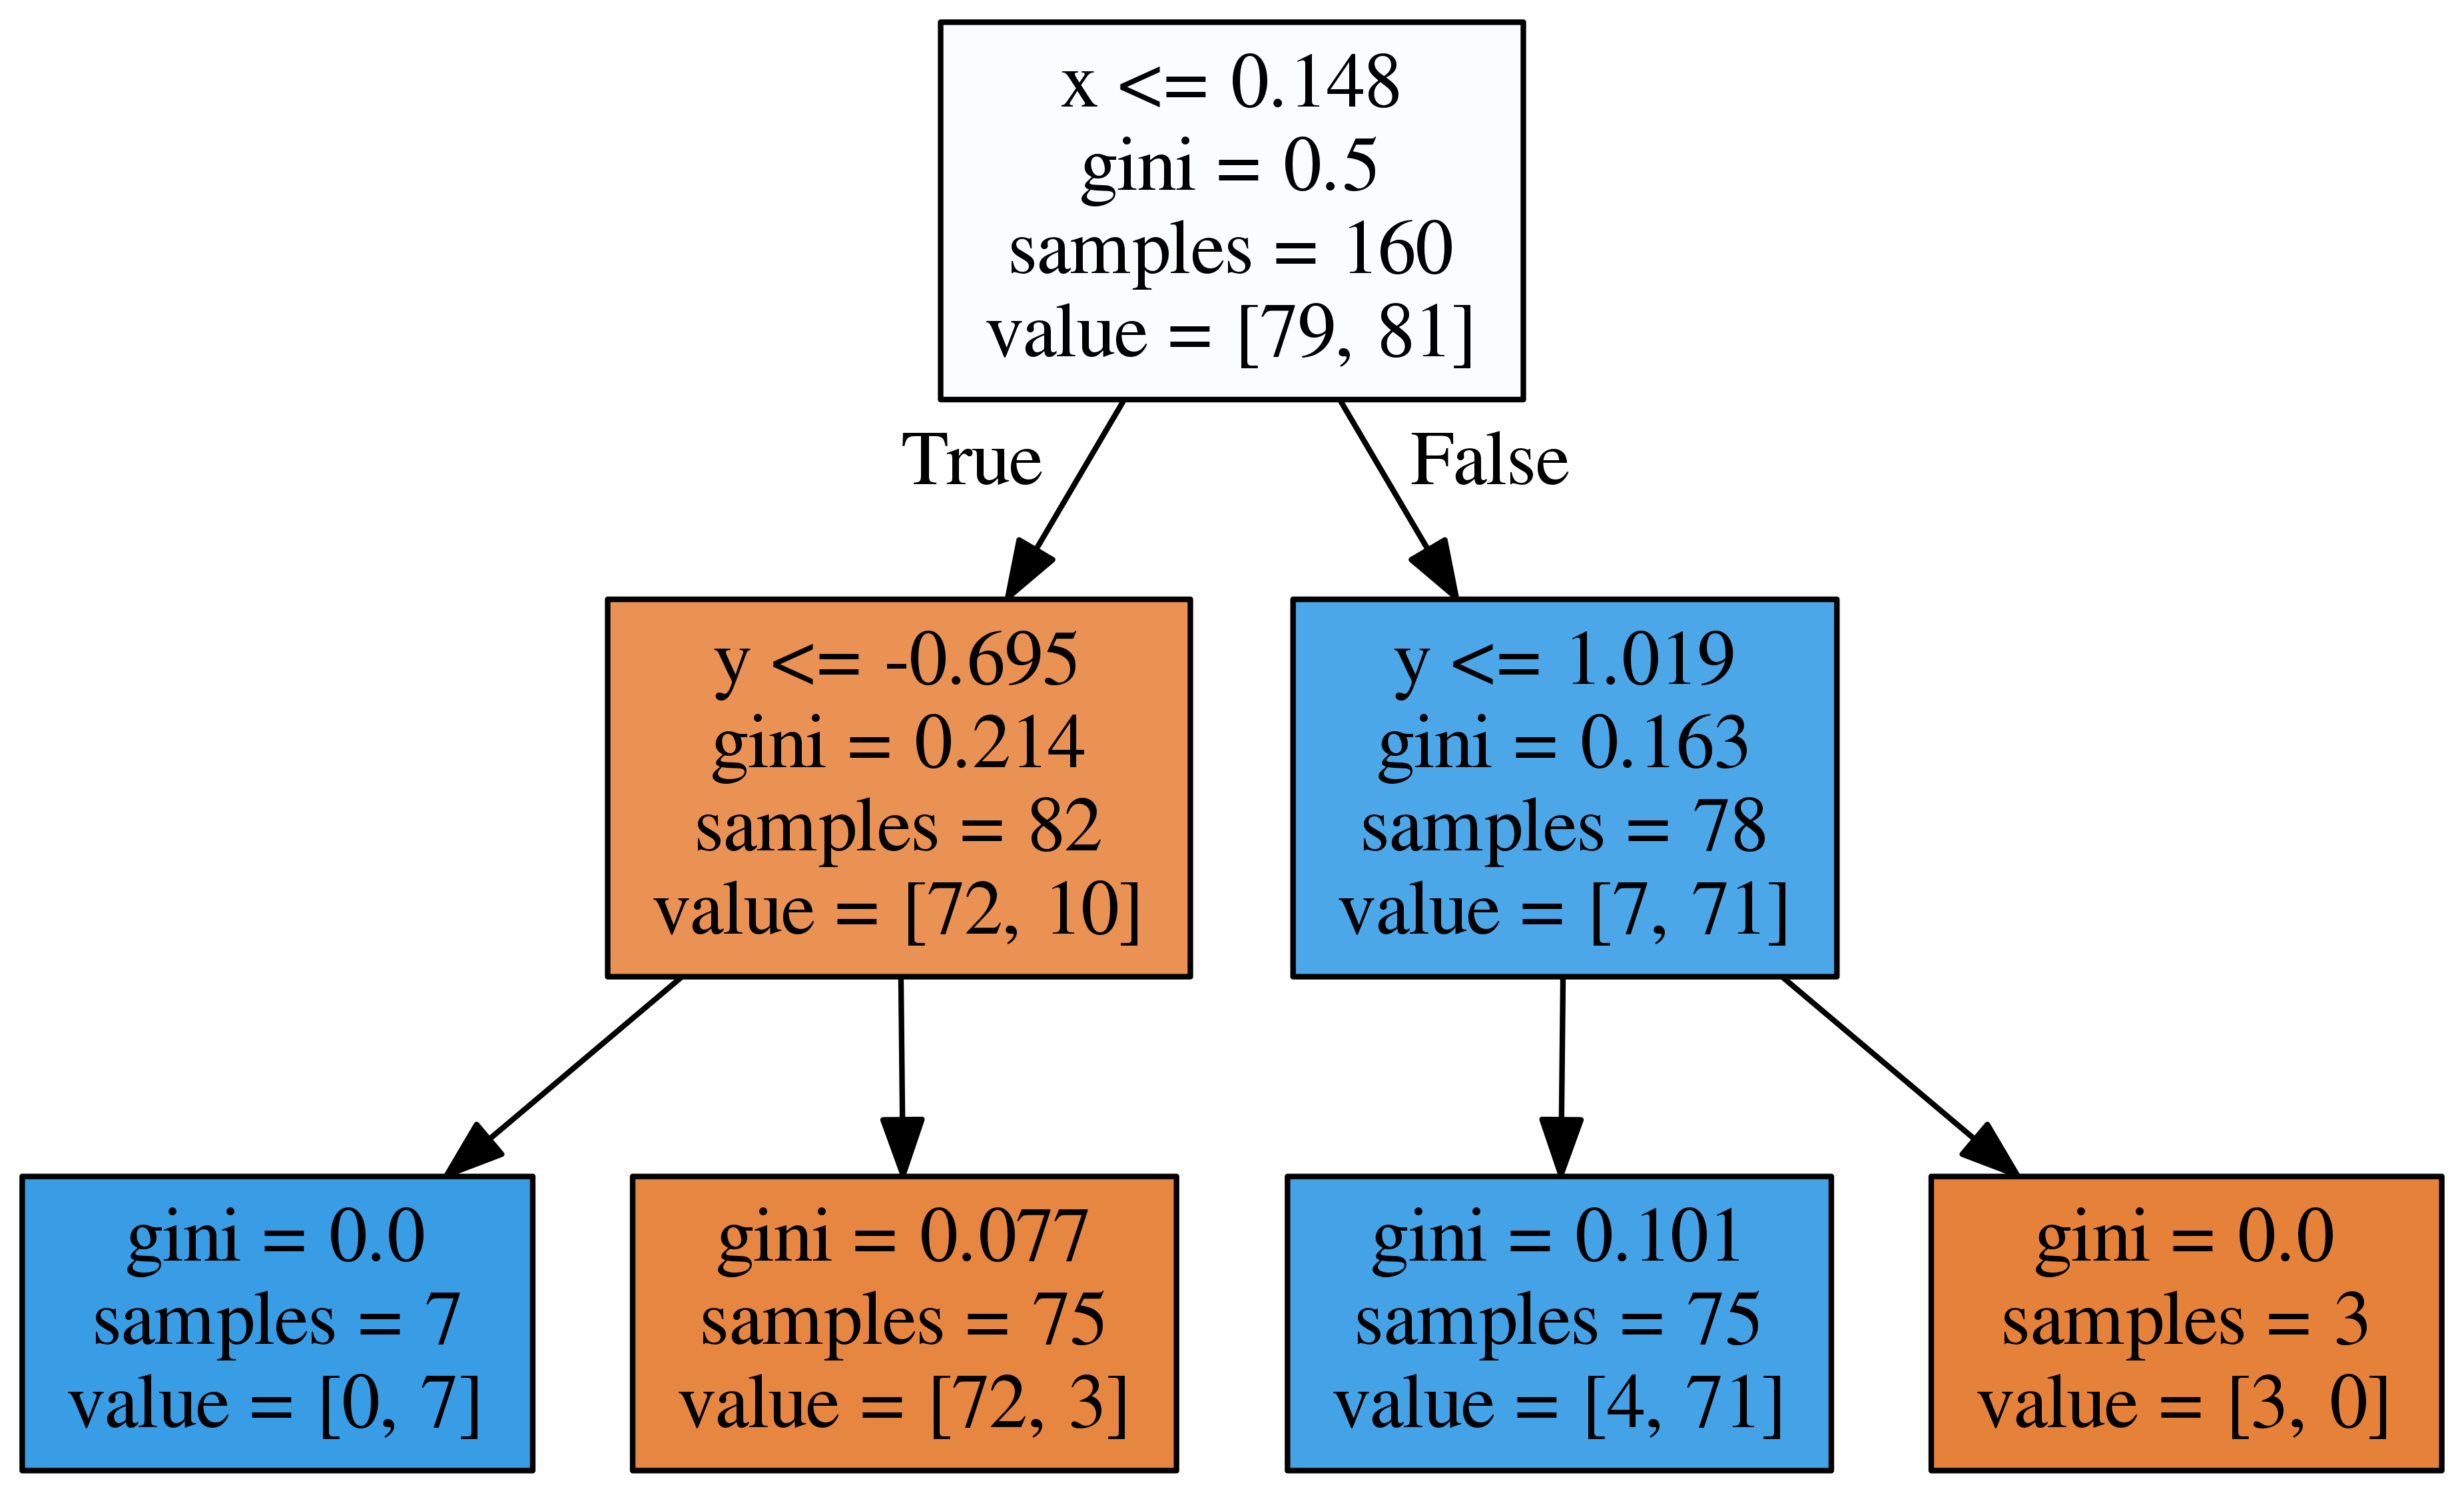 x <= 0.148
gini = 0.5
samples = 160
value = [79, 81]
True
False
y <= -0.695
gini = 0.214
samples = 82
value = [72, 10]
y <= 1.019
gini = 0.163
samples = 78
value = [7, 71]
gini = 0.0
samples = 7
value = [0, 7]
gini = 0.077
samples = 75
value = [72, 3]
gini = 0.101
samples = 75
value = [4, 71]
gini = 0.0
samples = 3
value = [3, 0]